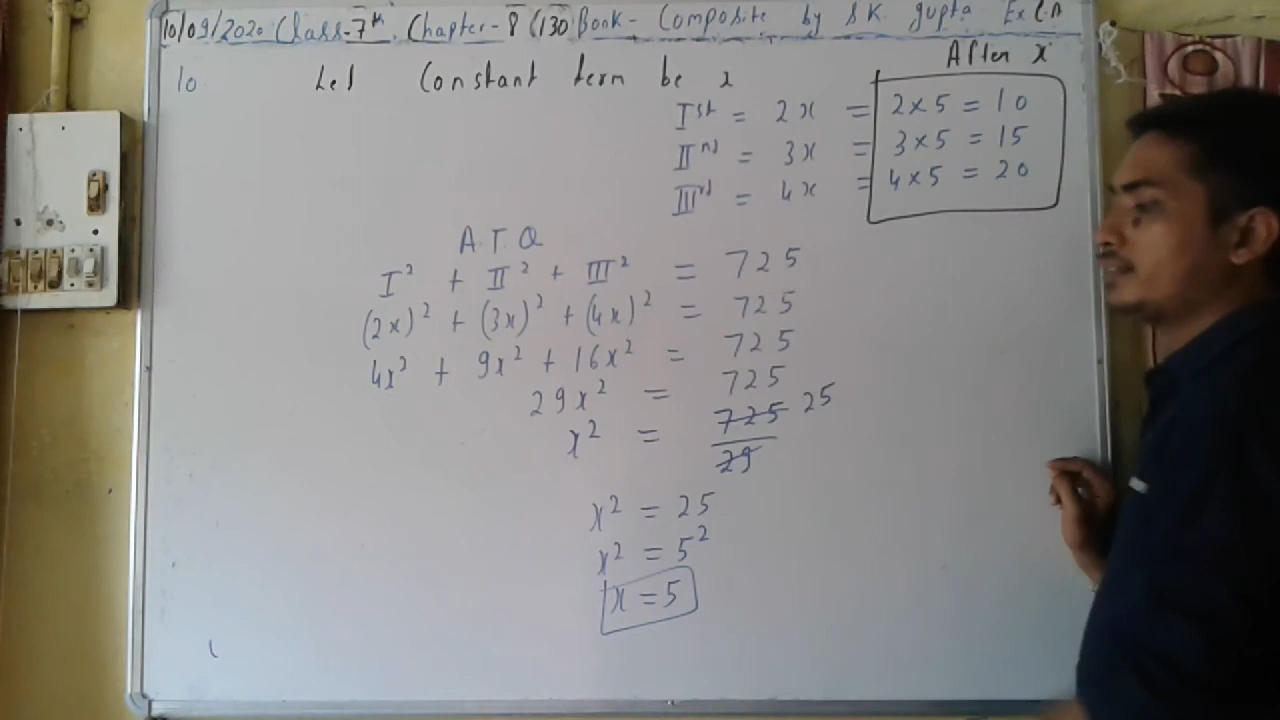 10/09/2020 Class-7th, Chapter-8 (130 Book- Composite by S.K. gupta Ex
After x
10 Let Constant term be x
Ist = 2x = 2×5 = 10
IInd = 3x = 3×5 = 15
IIIrd = 4x = 4×5 = 20
A.T.Q
I² + II² + III² = 725
(2x)² + (3x)² + (4x)² = 725
4x² + 9x² + 16x² = 725
29x² = 725
x² = 725/29 25
x² = 25
x² = 5²
x = 5